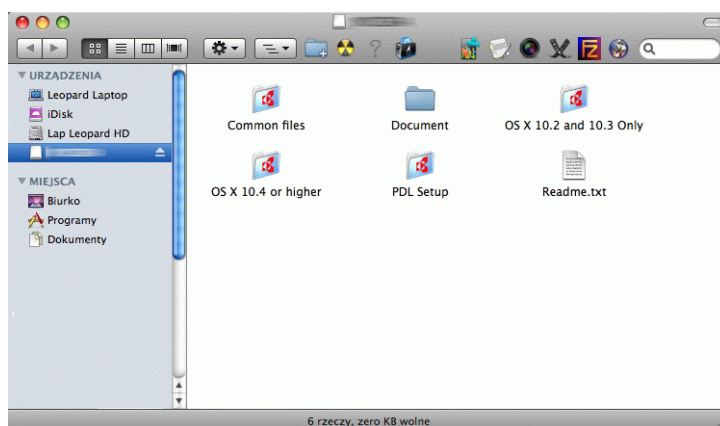 URZĄDZENIA
Leopard Laptop
iDisk
Lap Leopard HD
MIEJSCA
Biurko
Programy
Dokumenty
Common files
Document
OS X 10.2 and 10.3 Only
OS X 10.4 or higher
PDL Setup
Readme.txt
6 rzeczy, zero KB wolne